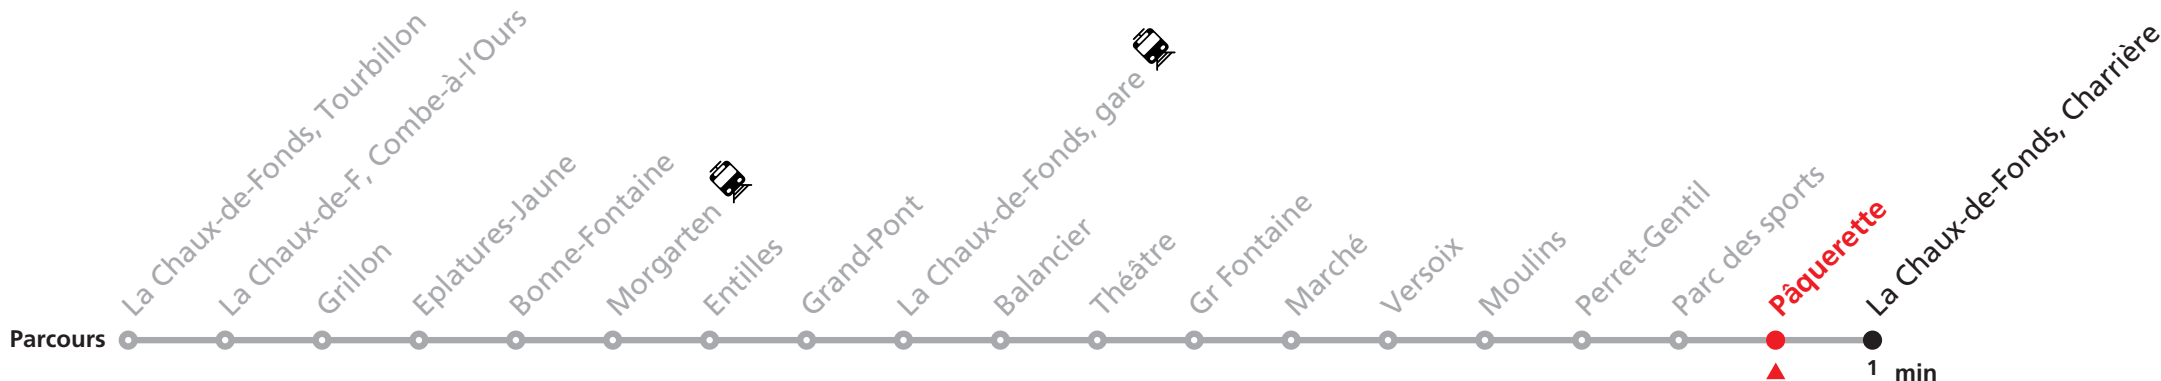 La Chaux-de-Fonds, Tourbillon
La Chaux-de-F, Combe-à-l'Ours
Grillon
Eplatures-Jaune
Bonne-Fontaine
Morgarten
Entilles
Grand-Pont
La Chaux-de-Fonds, gare
Balancier
Théâtre
Gr Fontaine
Marché
Versoix
Moulins
Perret-Gentil
Parc des sports
Pâquerette
La Chaux-de-Fonds, Charrière
Parcours
1 min